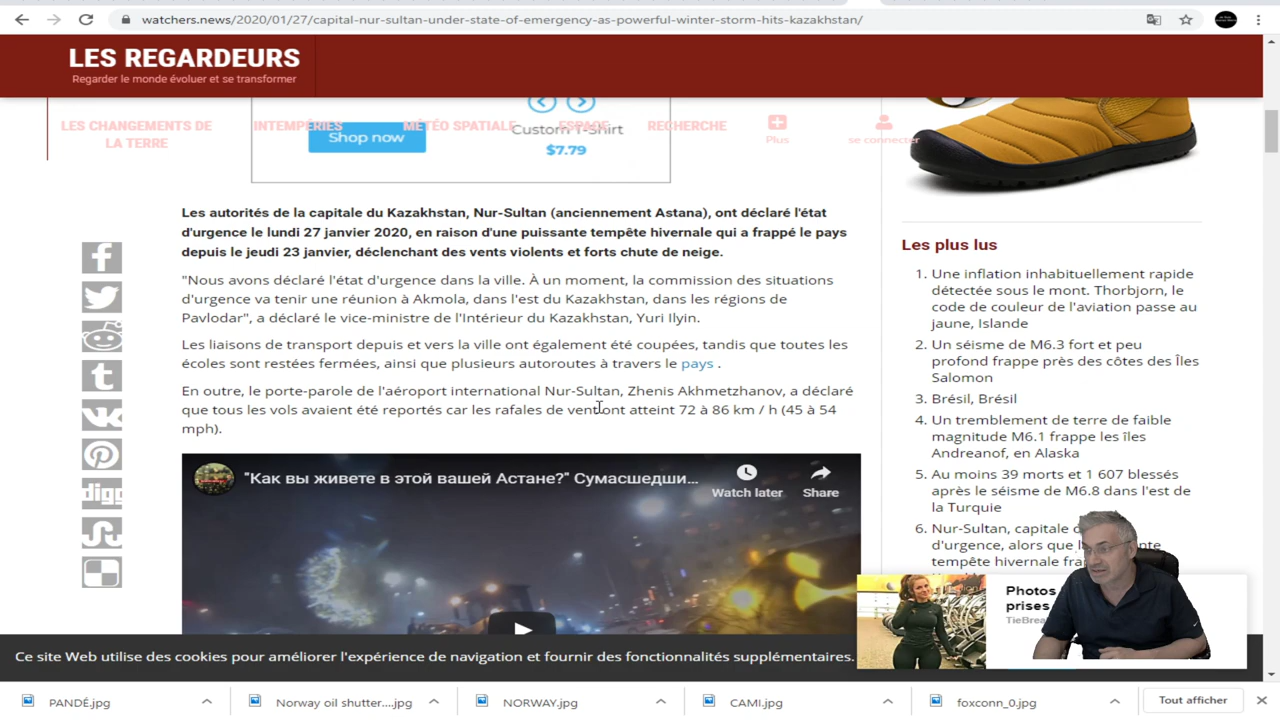 watchers.news/2020/01/27/capital-nur-sultan-under-state-of-emergency-as-powerful-winter-storm-hits-kazakhstan/
LES REGARDEURS
Regarder le monde évoluer et se transformer
LES CHANGEMENTS DE LA TERRE
INTEMPÉRIES
MÉTÉO SPATIALE
ESPACE
RECHERCHE
Plus
se connecter
Shop now
Custom T-Shirt
$7.79
Les autorités de la capitale du Kazakhstan, Nur-Sultan (anciennement Astana), ont déclaré l'état
d'urgence le lundi 27 janvier 2020, en raison d'une puissante tempête hivernale qui a frappé le pays
depuis le jeudi 23 janvier, déclenchant des vents violents et forts chute de neige.
"Nous avons déclaré l'état d'urgence dans la ville. À un moment, la commission des situations
d'urgence va tenir une réunion à Akmola, dans l'est du Kazakhstan, dans les régions de
Pavlodar", a déclaré le vice-ministre de l'Intérieur du Kazakhstan, Yuri Ilyin.
Les liaisons de transport depuis et vers la ville ont également été coupées, tandis que toutes les
écoles sont restées fermées, ainsi que plusieurs autoroutes à travers le pays .
En outre, le porte-parole de l'aéroport international Nur-Sultan, Zhenis Akhmetzhanov, a déclaré
que tous les vols avaient été reportés car les rafales de vent ont atteint 72 à 86 km / h (45 à 54
mph).
"Как вы живете в этой вашей Астане?" Сумасшедши...
Watch later
Share
Les plus lus
1. Une inflation inhabituellement rapide
détectée sous le mont. Thorbjorn, le
code de couleur de l'aviation passe au
jaune, Islande
2. Un séisme de M6.3 fort et peu
profond frappe près des côtes des Îles
Salomon
3. Brésil, Brésil
4. Un tremblement de terre de faible
magnitude M6.1 frappe les îles
Andreanof, en Alaska
5. Au moins 39 morts et 1 607 blessés
après le séisme de M6.8 dans l'est de
la Turquie
6. Nur-Sultan, capitale
d'urgence, alors que
tempête hivernale
Photos
prises
digg
Ce site Web utilise des cookies pour améliorer l'expérience de navigation et fournir des fonctionnalités supplémentaires.
PANDÉ.jpg
Norway oil shutter....jpg
NORWAY.jpg
CAMI.jpg
foxconn_0.jpg
Tout afficher